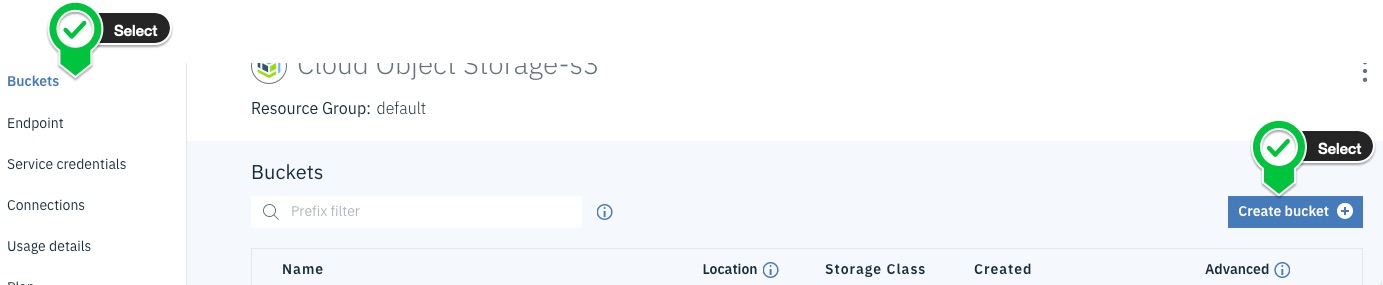 Select
Cloud Object Storage-s3
Buckets
Resource Group: default
Endpoint
Select
Service credentials
Buckets
Connections
Prefix filter
Create bucket
Usage details
Name Location Storage Class Created Advanced
Plan